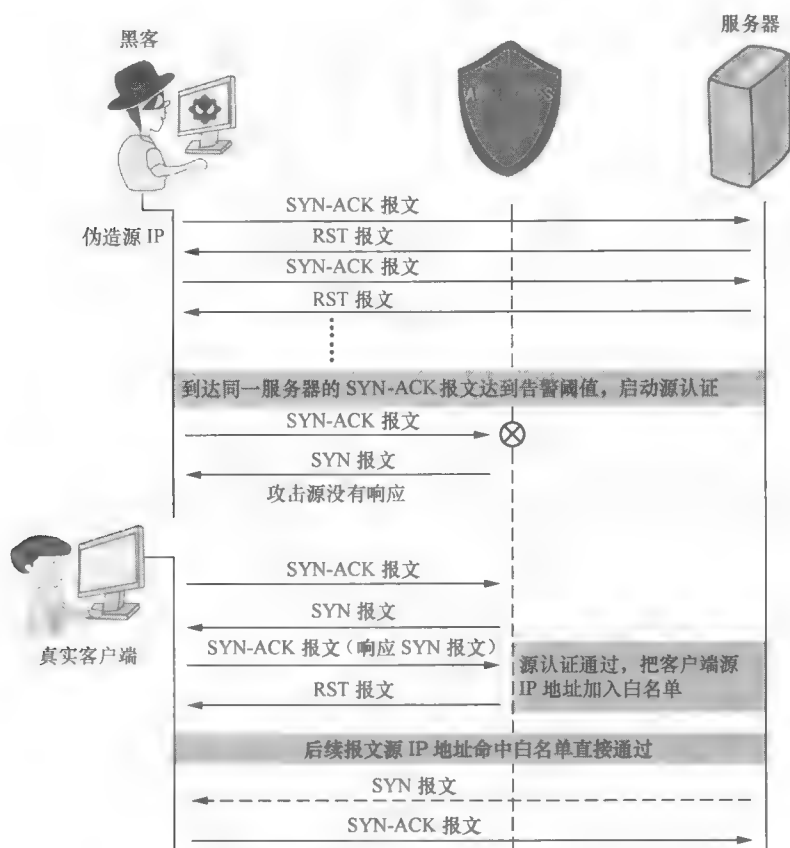 黑客
服务器
伪造源 IP
SYN-ACK 报文
RST 报文
SYN-ACK 报文
RST 报文
到达同一服务器的 SYN-ACK 报文达到告警阈值，启动源认证
SYN-ACK 报文
SYN 报文
攻击源没有响应
真实客户端
SYN-ACK 报文
SYN 报文
SYN-ACK 报文（响应 SYN 报文）
RST 报文
源认证通过，把客户端源
IP 地址加入白名单
后续报文源 IP 地址命中白名单直接通过
SYN 报文
SYN-ACK 报文